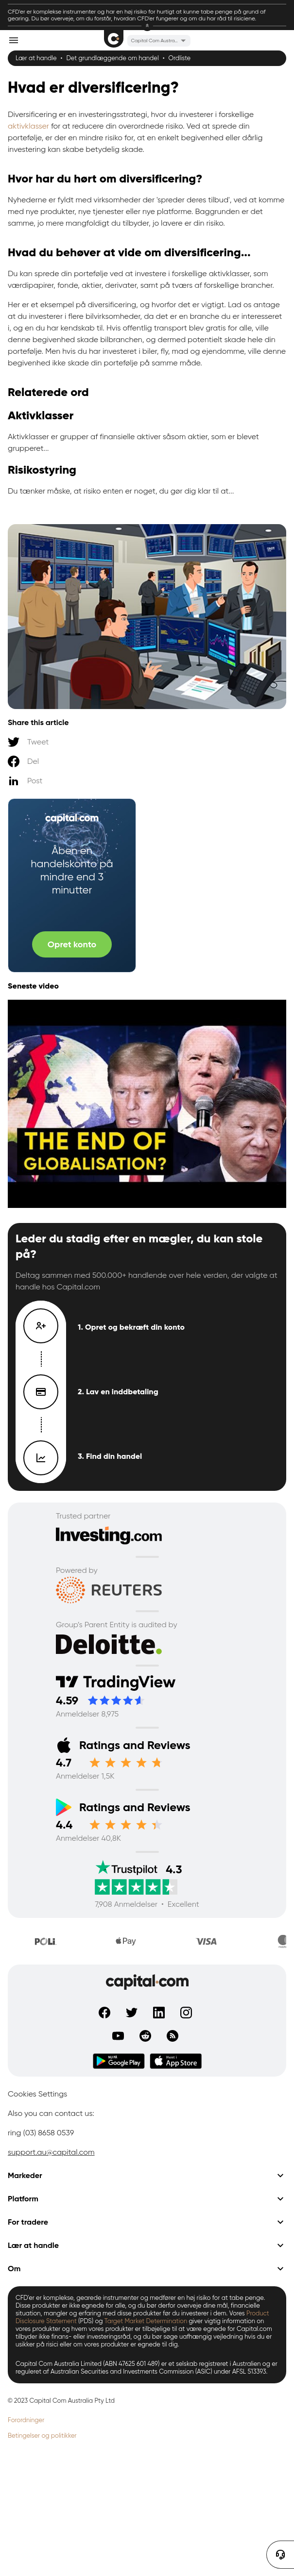 CFD'er er komplekse instrumenter og har en høj risiko for hurtigt at kunne tabe penge på grund af
gearing. Du bør overveje, om du forstår, hvordan CFD'er fungerer og om du har råd til risiciene.
Capital Com Austra...
Lær at handle • Det grundlæggende om handel • Ordliste
Hvad er diversificering?
Diversificering er en investeringsstrategi, hvor du investerer i forskellige
aktivklasser for at reducere din overordnede risiko. Ved at sprede din
portefølje, er der en mindre risiko for, at en enkelt begivenhed eller dårlig
investering kan skabe betydelig skade.
Hvor har du hørt om diversificering?
Nyhederne er fyldt med virksomheder der 'spreder deres tilbud', ved at komme
med nye produkter, nye tjenester eller nye platforme. Baggrunden er det
samme, jo mere mangfoldigt du tilbyder, jo lavere er din risiko.
Hvad du behøver at vide om diversificering...
Du kan sprede din portefølje ved at investere i forskellige aktivklasser, som
værdipapirer, fonde, aktier, derivater, samt på tværs af forskellige brancher.
Her er et eksempel på diversificering, og hvorfor det er vigtigt. Lad os antage
at du investerer i flere bilvirksomheder, da det er en branche du er interesseret
i, og en du har kendskab til. Hvis offentlig transport blev gratis for alle, ville
denne begivenhed skade bilbranchen, og dermed potentielt skade hele din
portefølje. Men hvis du har investeret i biler, fly, mad og ejendomme, ville denne
begivenhed ikke skade din portefølje på samme måde.
Relaterede ord
Aktivklasser
Aktivklasser er grupper af finansielle aktiver såsom aktier, som er blevet
grupperet...
Risikostyring
Du tænker måske, at risiko enten er noget, du gør dig klar til at...
Share this article
Tweet
Del
Post
capital.com
Åben en
handelskonto på
mindre end 3
minutter
Opret konto
Seneste video
THE END OF
GLOBALISATION?
Leder du stadig efter en mægler, du kan stole
på?
Deltag sammen med 500.000+ handlende over hele verden, der valgte at
handle hos Capital.com
1. Opret og bekræft din konto
2. Lav en inddbetaling
3. Find din handel
Trusted partner
Investing.com
Powered by
REUTERS
Group's Parent Entity is audited by
Deloitte.
TradingView
4.59
Anmeldelser 8,975
Ratings and Reviews
4.7
Anmeldelser 1,5K
Ratings and Reviews
4.4
Anmeldelser 40,8K
Trustpilot 4.3
7,908 Anmeldelser • Excellent
POLi
Pay
VISA
capital.com
Google Play
App Store
Cookies Settings
Also you can contact us:
ring (03) 8658 0539
support.au@capital.com
Markeder
Platform
For tradere
Lær at handle
Om
CFD'er er komplekse, gearede instrumenter og medfører en høj risiko for at tabe penge.
Disse produkter er ikke egnede for alle, og du bør derfor overveje dine mål, financielle
situation, mangler og erfaring med disse produkter før du investerer i dem. Vores Product
Disclosure Statement (PDS) og Target Market Determination giver vigtig information on
vores produkter og hvem vores produkter er tilbøjelige til at være egnede for Capital.com
tilbyder ikke finans- eller investeringsråd, og du bør søge uafhængig vejledning hvis du er
usikker på risici eller om vores produkter er egnede til dig.
Capital Com Australia Limited (ABN 47625 601 489) er et selskab registreret i Australien og er
reguleret af Australian Securities and Investments Commission (ASIC) under AFSL 513393.
© 2023 Capital Com Australia Pty Ltd
Forordninger
Betingelser og politikker